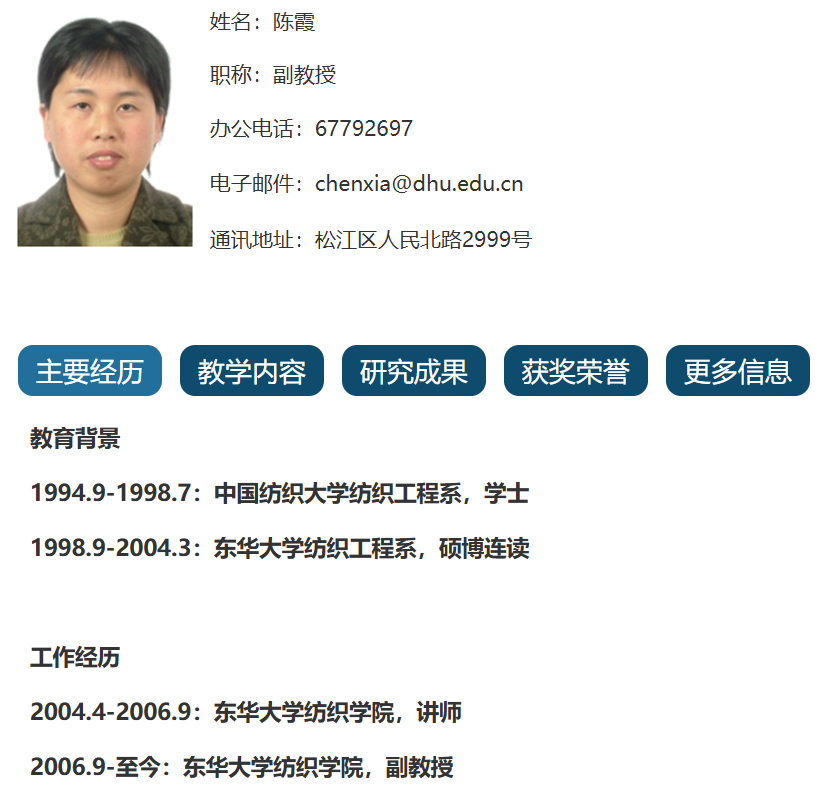 姓名：陈霞
职称：副教授
办公电话：67792697
电子邮件：chenxia@dhu.edu.cn
通讯地址：松江区人民北路2999号
主要经历 教学内容 研究成果 获奖荣誉 更多信息
教育背景
1994.9-1998.7：中国纺织大学纺织工程系，学士
1998.9-2004.3：东华大学纺织工程系，硕博连读
工作经历
2004.4-2006.9：东华大学纺织学院，讲师
2006.9-至今：东华大学纺织学院，副教授